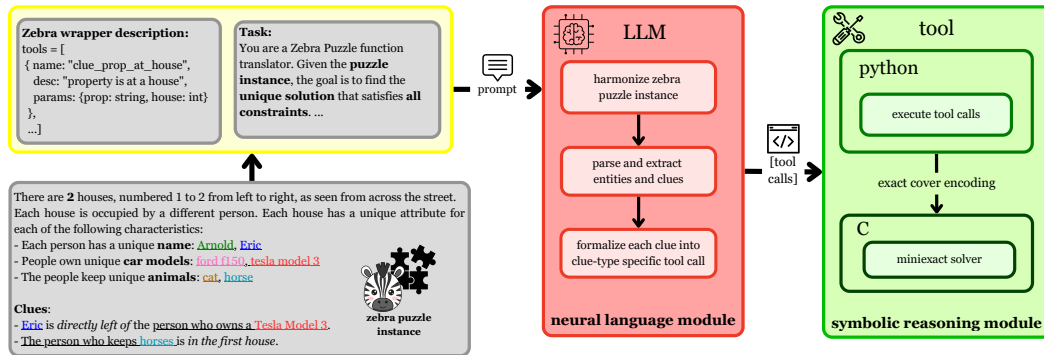 Zebra wrapper description:
tools = [
{ name: "clue_prop_at_house",
desc: "property is at a house",
params: {prop: string, house: int}
},
...]
Task:
You are a Zebra Puzzle function
translator. Given the puzzle
instance, the goal is to find the
unique solution that satisfies all
constraints. ...
There are 2 houses, numbered 1 to 2 from left to right, as seen from across the street.
Each house is occupied by a different person. Each house has a unique attribute for
each of the following characteristics:
- Each person has a unique name: Arnold, Eric
- People own unique car models: ford f150, tesla model 3
- The people keep unique animals: cat, horse
Clues:
- Eric is directly left of the person who owns a Tesla Model 3.
- The person who keeps horses is in the first house.
zebra puzzle
instance
prompt
LLM
harmonize zebra
puzzle instance
parse and extract
entities and clues
formalize each clue into
clue-type specific tool call
neural language module
[tool
calls]
tool
python
execute tool calls
exact cover encoding
C
miniexact solver
symbolic reasoning module